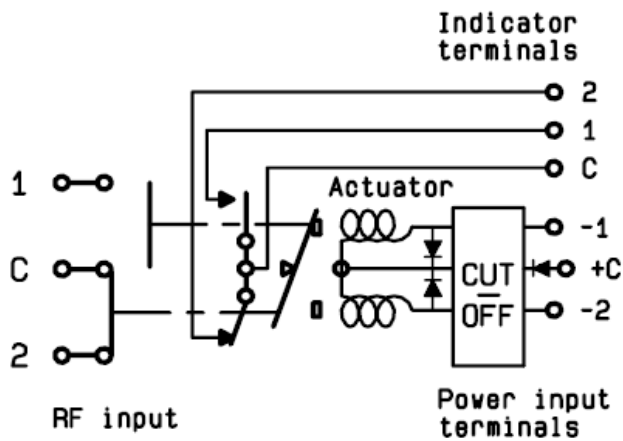 Indicator
terminals
2
1
C
Actuator
1
C
2
-1
+C
-2
CUT
OFF
RF input
Power input
terminals